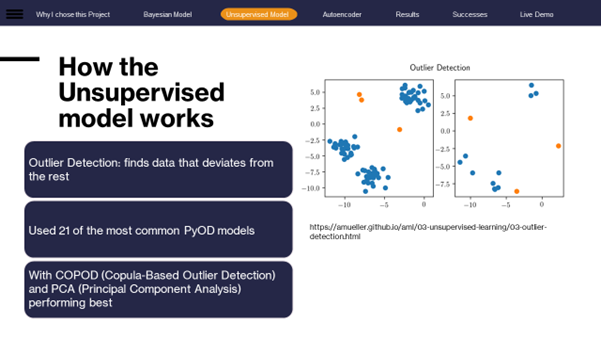 Why I chose this Project Bayesian Model Unsupervised Model Autoencoder Results Successes Live Demo
How the
Unsupervised
model works
Outlier Detection: finds data that deviates from
the rest
Used 21 of the most common PyOD models
With COPOD (Copula-Based Outlier Detection)
and PCA (Principal Component Analysis)
performing best
Outlier Detection
5.0
2.5
0.0
−2.5
−5.0
−7.5
−10.0
−10 −5 0
5.0
2.5
0.0
−2.5
−5.0
−7.5
−10 0
https://amueller.github.io/aml/03-unsupervised-learning/03-outlier-
detection.html